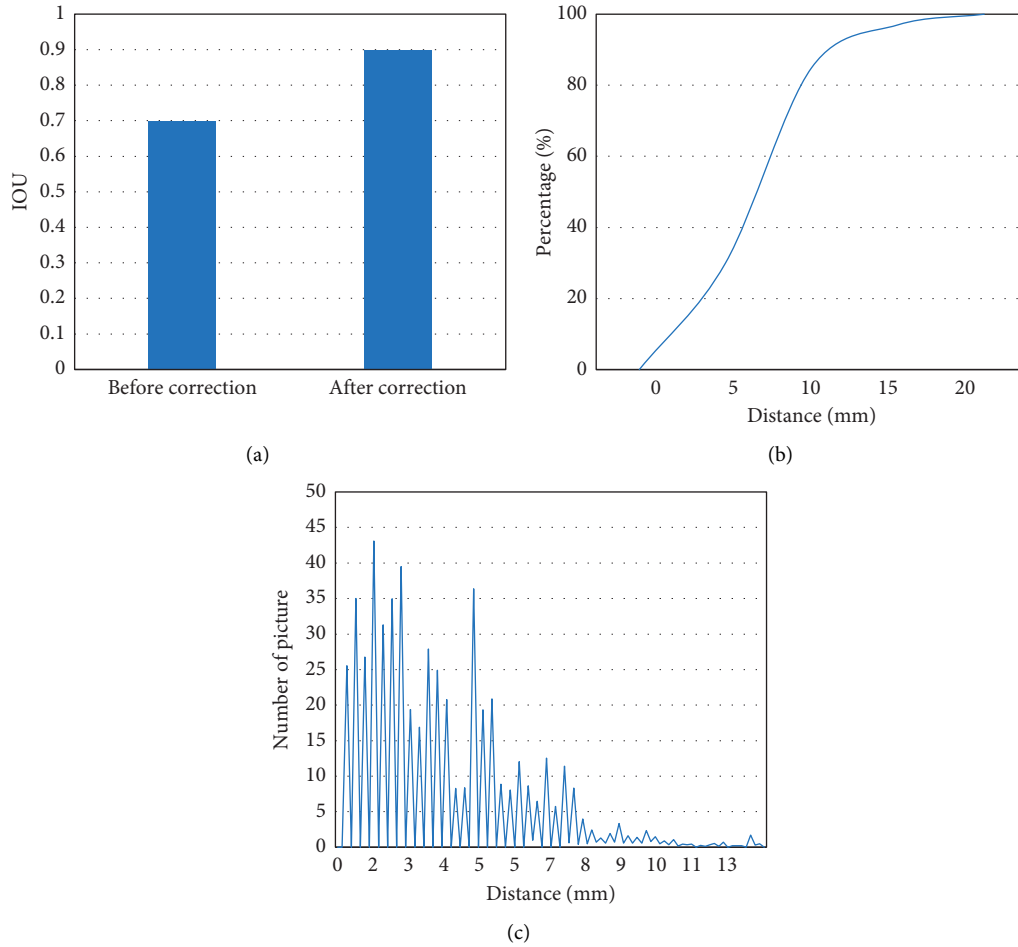 1
0.9
0.8
0.7
0.6
0.5
0.4
0.3
0.2
0.1
0
IOU
Before correction After correction
(a)
100
80
60
40
20
0
Percentage (%)
0 5 10 15 20
Distance (mm)
(b)
50
45
40
35
30
25
20
15
10
5
0
Number of picture
0 2 3 4 5 5 7 8 9 10 11 13
Distance (mm)
(c)